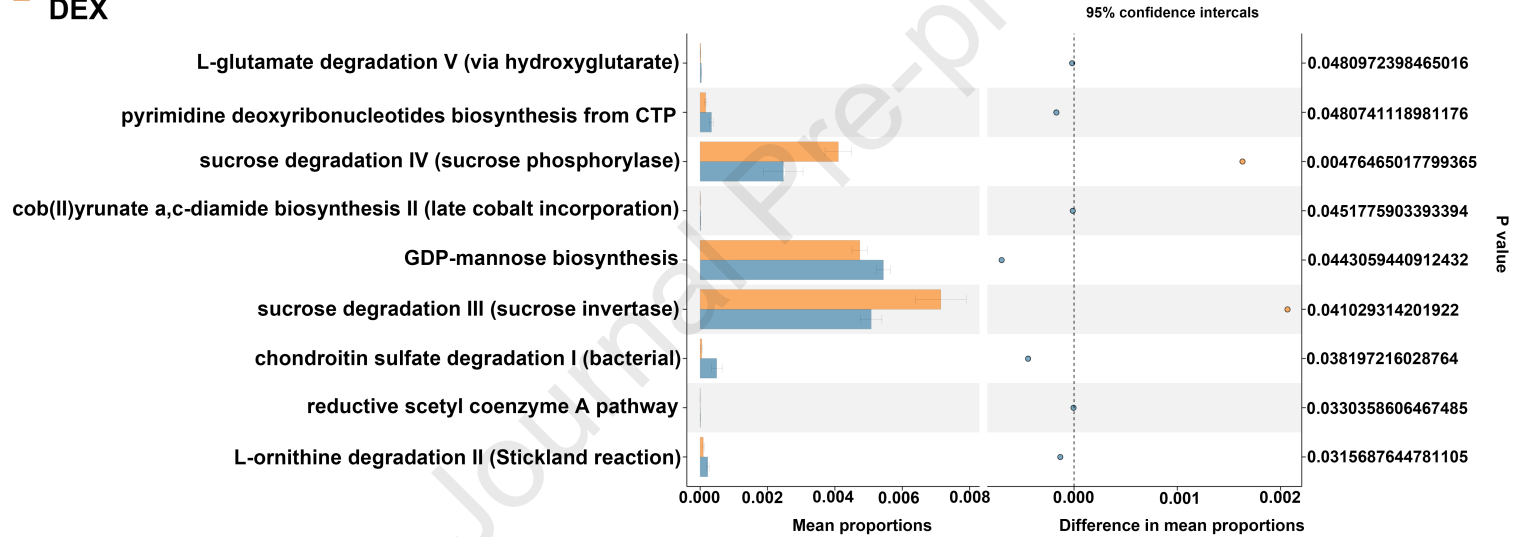 DEX
95% confidence intercals
L-glutamate degradation V (via hydroxyglutarate)
0.0480972398465016
pyrimidine deoxyribonucleotides biosynthesis from CTP
0.0480741118981176
sucrose degradation IV (sucrose phosphorylase)
0.00476465017799365
cob(II)yrunate a,c-diamide biosynthesis II (late cobalt incorporation)
0.0451775903393394
GDP-mannose biosynthesis
0.0443059440912432
sucrose degradation III (sucrose invertase)
0.041029314201922
chondroitin sulfate degradation I (bacterial)
0.038197216028764
reductive scetyl coenzyme A pathway
0.0330358606467485
L-ornithine degradation II (Stickland reaction)
0.0315687644781105
P value
0.000 0.002 0.004 0.006 0.008
0.000 0.001 0.002
Mean proportions
Difference in mean proportions
Journal Pre-pr